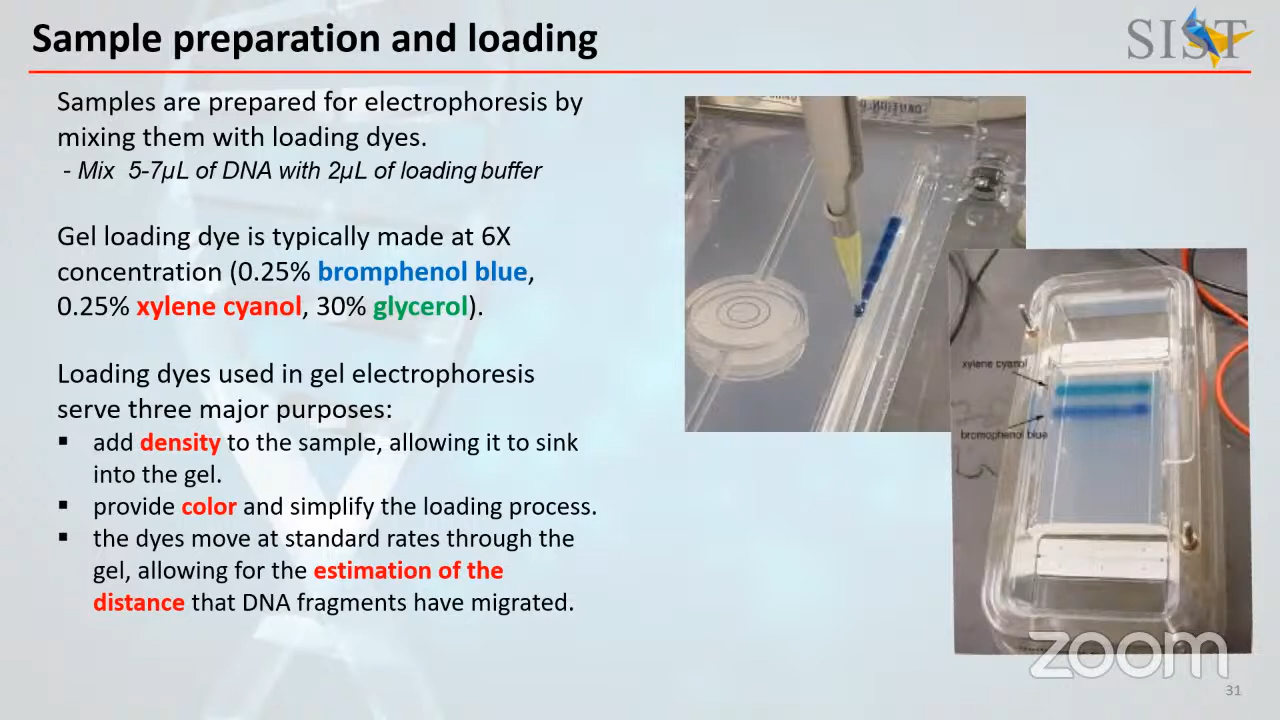 Sample preparation and loading
SIST
Samples are prepared for electrophoresis by
mixing them with loading dyes.
- Mix 5-7µL of DNA with 2µL of loading buffer
Gel loading dye is typically made at 6X
concentration (0.25% bromphenol blue,
0.25% xylene cyanol, 30% glycerol).
Loading dyes used in gel electrophoresis
serve three major purposes:
▪ add density to the sample, allowing it to sink
into the gel.
▪ provide color and simplify the loading process.
▪ the dyes move at standard rates through the
gel, allowing for the estimation of the
distance that DNA fragments have migrated.
xylene cyanol
bromophenol blue
zoom
31